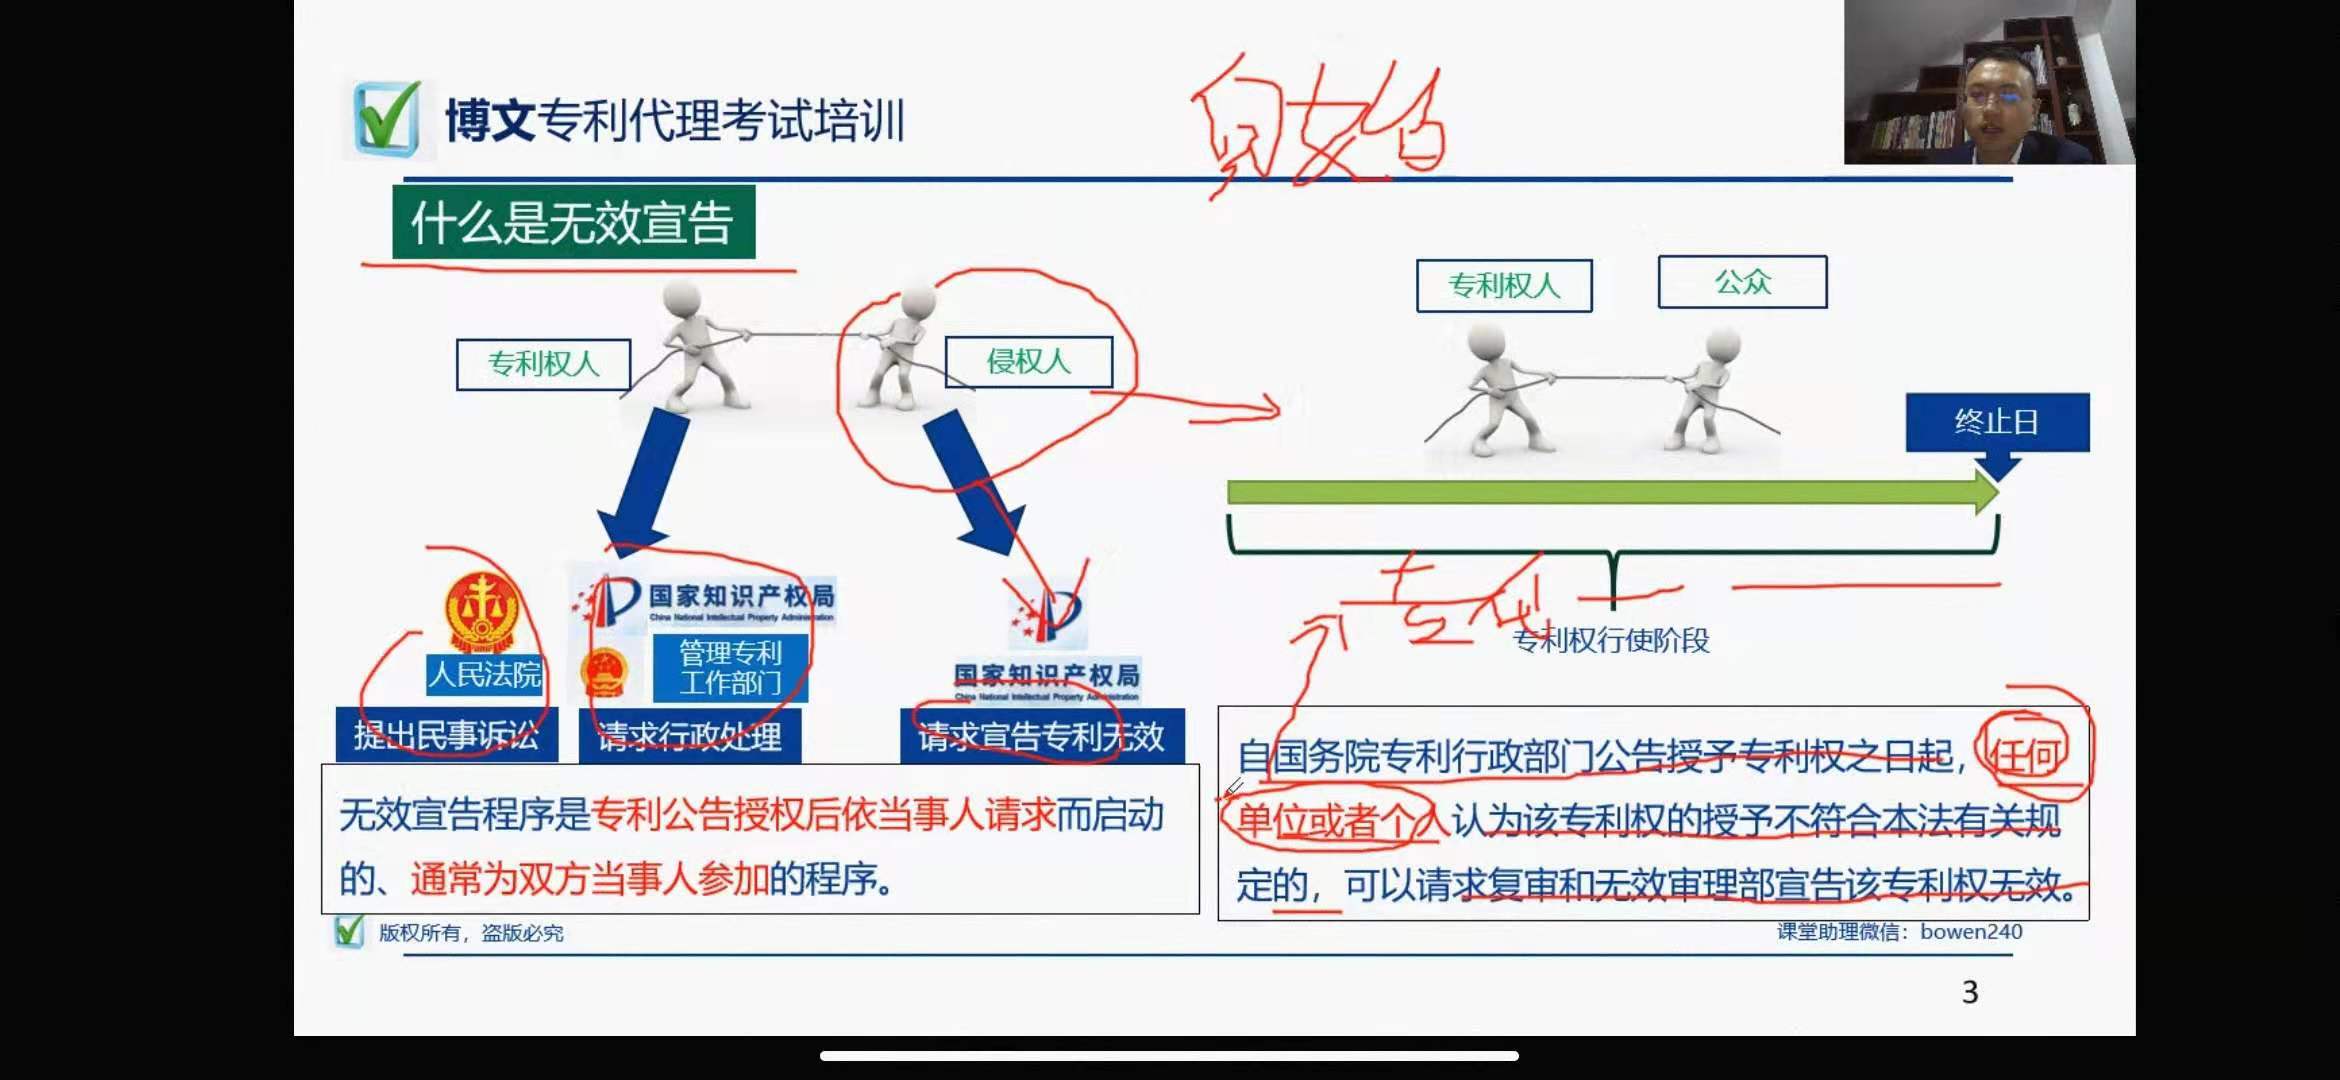 博文专利代理考试培训
自始
什么是无效宣告
专利权人
侵权人
专利权人
公众
终止日
国家知识产权局
China National Intellectual Property Administration
人民法院
管理专利
工作部门
国家知识产权局
China National Intellectual Property Administration
提出民事诉讼
请求行政处理
请求宣告专利无效
专利权行使阶段
无效宣告程序是专利公告授权后依当事人请求而启动
的、通常为双方当事人参加的程序。
自国务院专利行政部门公告授予专利权之日起，任何
单位或者个人认为该专利权的授予不符合本法有关规
定的，可以请求复审和无效审理部宣告该专利权无效。
版权所有，盗版必究
课堂助理微信：bowen240
3